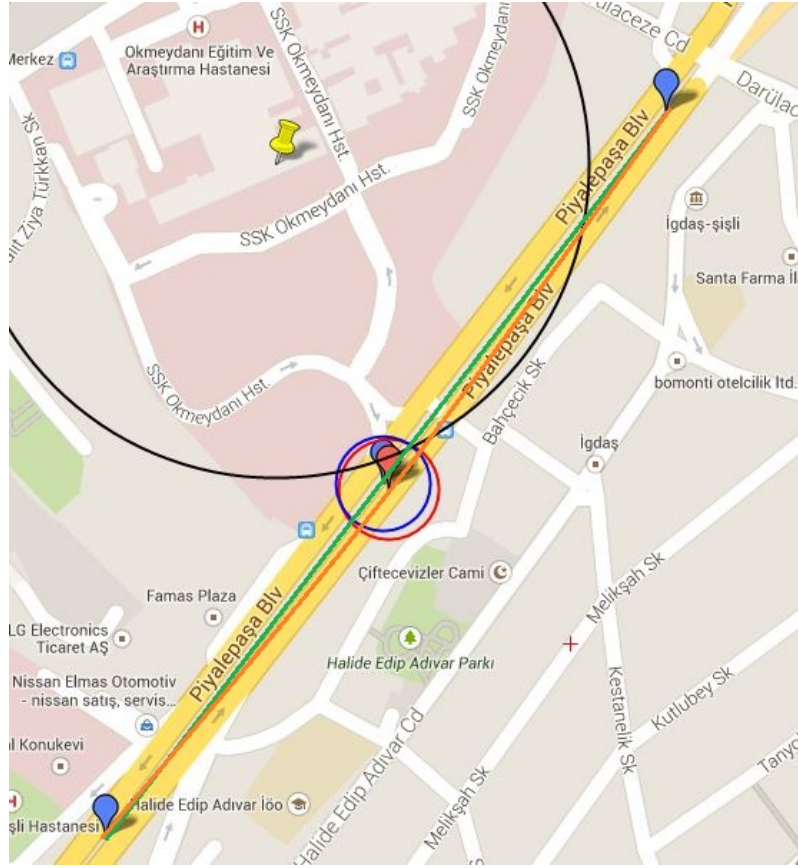 Okmeydanı Eğitim Ve
Araştırma Hastanesi
H
Merkez
SSK Okmeydanı Hst.
SSK Okmeydanı
SSK Okmeydanı Hst.
Piyalepaşa Blv
Darülac
ülaceze Cd
İgdaş-şişli
Santa Farma İl
Piyalepaşa Blv
SSK Okmeydanı Hst.
Bahçecik Sk
bomonti otelcilik ltd.
İgdaş
Çiftecevizler Cami
Famas Plaza
LG Electronics
Ticaret AŞ
Piyalepaşa Blv
Halide Edip Adıvar Parkı
Melikşah Sk
Nissan Elmas Otomotiv
- nissan satış, servis...
Kestanelik Sk
Kutlubey Sk
Halide Edip Adıvar Cd
Melikşah Sk
Konukevi
H
Halide Edip Adıvar İöo
şli Hastanesi